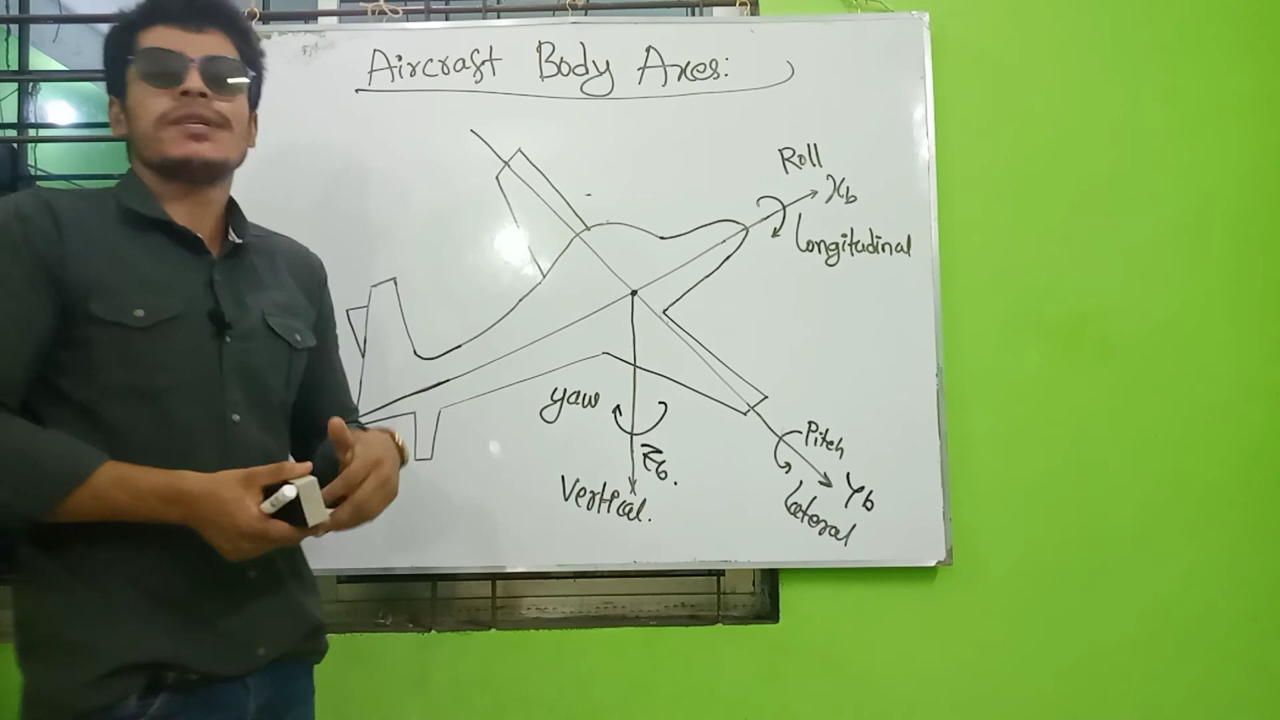 Aircraft Body Axes:
Roll
Xb
Longitudinal
yaw
Zb.
Vertical.
Pitch
Yb
Lateral